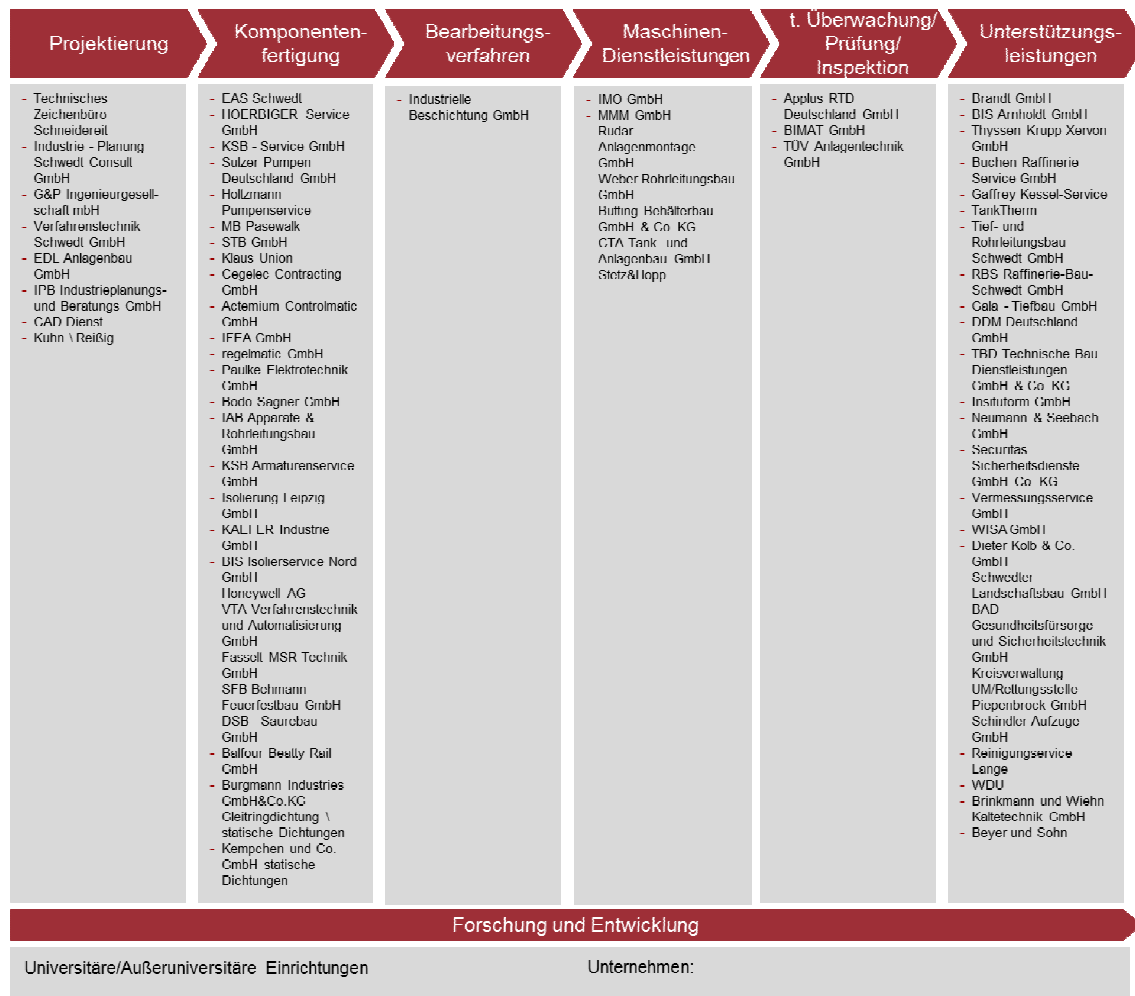 Projektierung
Komponenten-
fertigung
Bearbeitungs-
verfahren
Maschinen-
Dienstleistungen
t. Überwachung/
Prüfung/
Inspektion
Unterstützungs-
leistungen
- Technisches
Zeichenbüro
Schneidereit
- Industrie - Planung
Schwedt Consult
GmbH
- G&P Ingenieurgesell-
schaft mbH
- Verfahrenstechnik
Schwedt GmbH
- EDL Anlagenbau
GmbH
- IPB Industrieplanungs-
und Beratungs GmbH
- CAD Dienst
- Kuhn \ Reißig
- EAS Schwedt
- HOERBIGER Service
GmbH
- KSB - Service GmbH
- Sulzer Pumpen
Deutschland GmbH
- Holtzmann
Pumpenservice
- MB Pasewalk
- STB GmbH
- Klaus Union
- Cegelec Contracting
GmbH
- Actemium Controlmatic
GmbH
- IFFA GmbH
- regelmatic GmbH
- Paulke Elektrotechnik
GmbH
- Bodo Sagner GmbH
- IAB Apparate &
Rohrleitungsbau
GmbH
- KSB Armaturenservice
GmbH
- Isolierung Leipzig
GmbH
- KAEFER Industrie
GmbH
- BIS Isolierservice Nord
GmbH
Honeywell AG
VTA Verfahrenstechnik
und Automatisierung
GmbH
Fasselt MSR Technik
GmbH
SFB Behmann
Feuerfestbau GmbH
DSB Saurebau
GmbH
- Balfour Beatty Rail
GmbH
- Burgmann Industries
GmbH&Co.KG
Gleitringdichtung \
statische Dichtungen
- Kempchen und Co.
GmbH statische
Dichtungen
- Industrielle
Beschichtung GmbH
- IMO GmbH
- MMM GmbH
Rudar
Anlagenmontage
GmbH
Weber Rohrleitungsbau
GmbH
Butting Behälterbau
GmbH & Co. KG
CTA Tank und
Anlagenbau GmbH
Stetz&Hopp
- Applus RTD
Deutschland GmbH
- BIMAT GmbH
- TÜV Anlagentechnik
GmbH
- Brandt GmbH
- BIS Arnholdt GmbH
- Thyssen Krupp Xervon
GmbH
- Buchen Raffinerie
Service GmbH
- Gaffrey Kessel-Service
- TankTherm
- Tief- und
Rohrleitungsbau
Schwedt GmbH
- RBS Raffinerie-Bau-
Schwedt GmbH
- Gala - Tiefbau GmbH
- DDM Deutschland
GmbH
- TBD Technische Bau
Dienstleistungen
GmbH & Co. KG
- Insituform GmbH
- Neumann & Seebach
GmbH
- Securitas
Sicherheitsdienste
GmbH Co. KG
- Vermessungsservice
GmbH
- WISA GmbH
- Dieter Kolb & Co.
GmbH
Schwedler
Landschaftsbau GmbH
BAD
Gesundheitsfürsorge
und Sicherheitstechnik
GmbH
Kreisverwaltung
UM/Rettungsstelle
Piepenbrock GmbH
Schindler Aufzuge
GmbH
- Reinigungservice
Lange
- WDU
- Brinkmann und Wiehn
Kaltetechnik GmbH
- Beyer und Sohn
Forschung und Entwicklung
Universitäre/Außeruniversitäre Einrichtungen
Unternehmen: